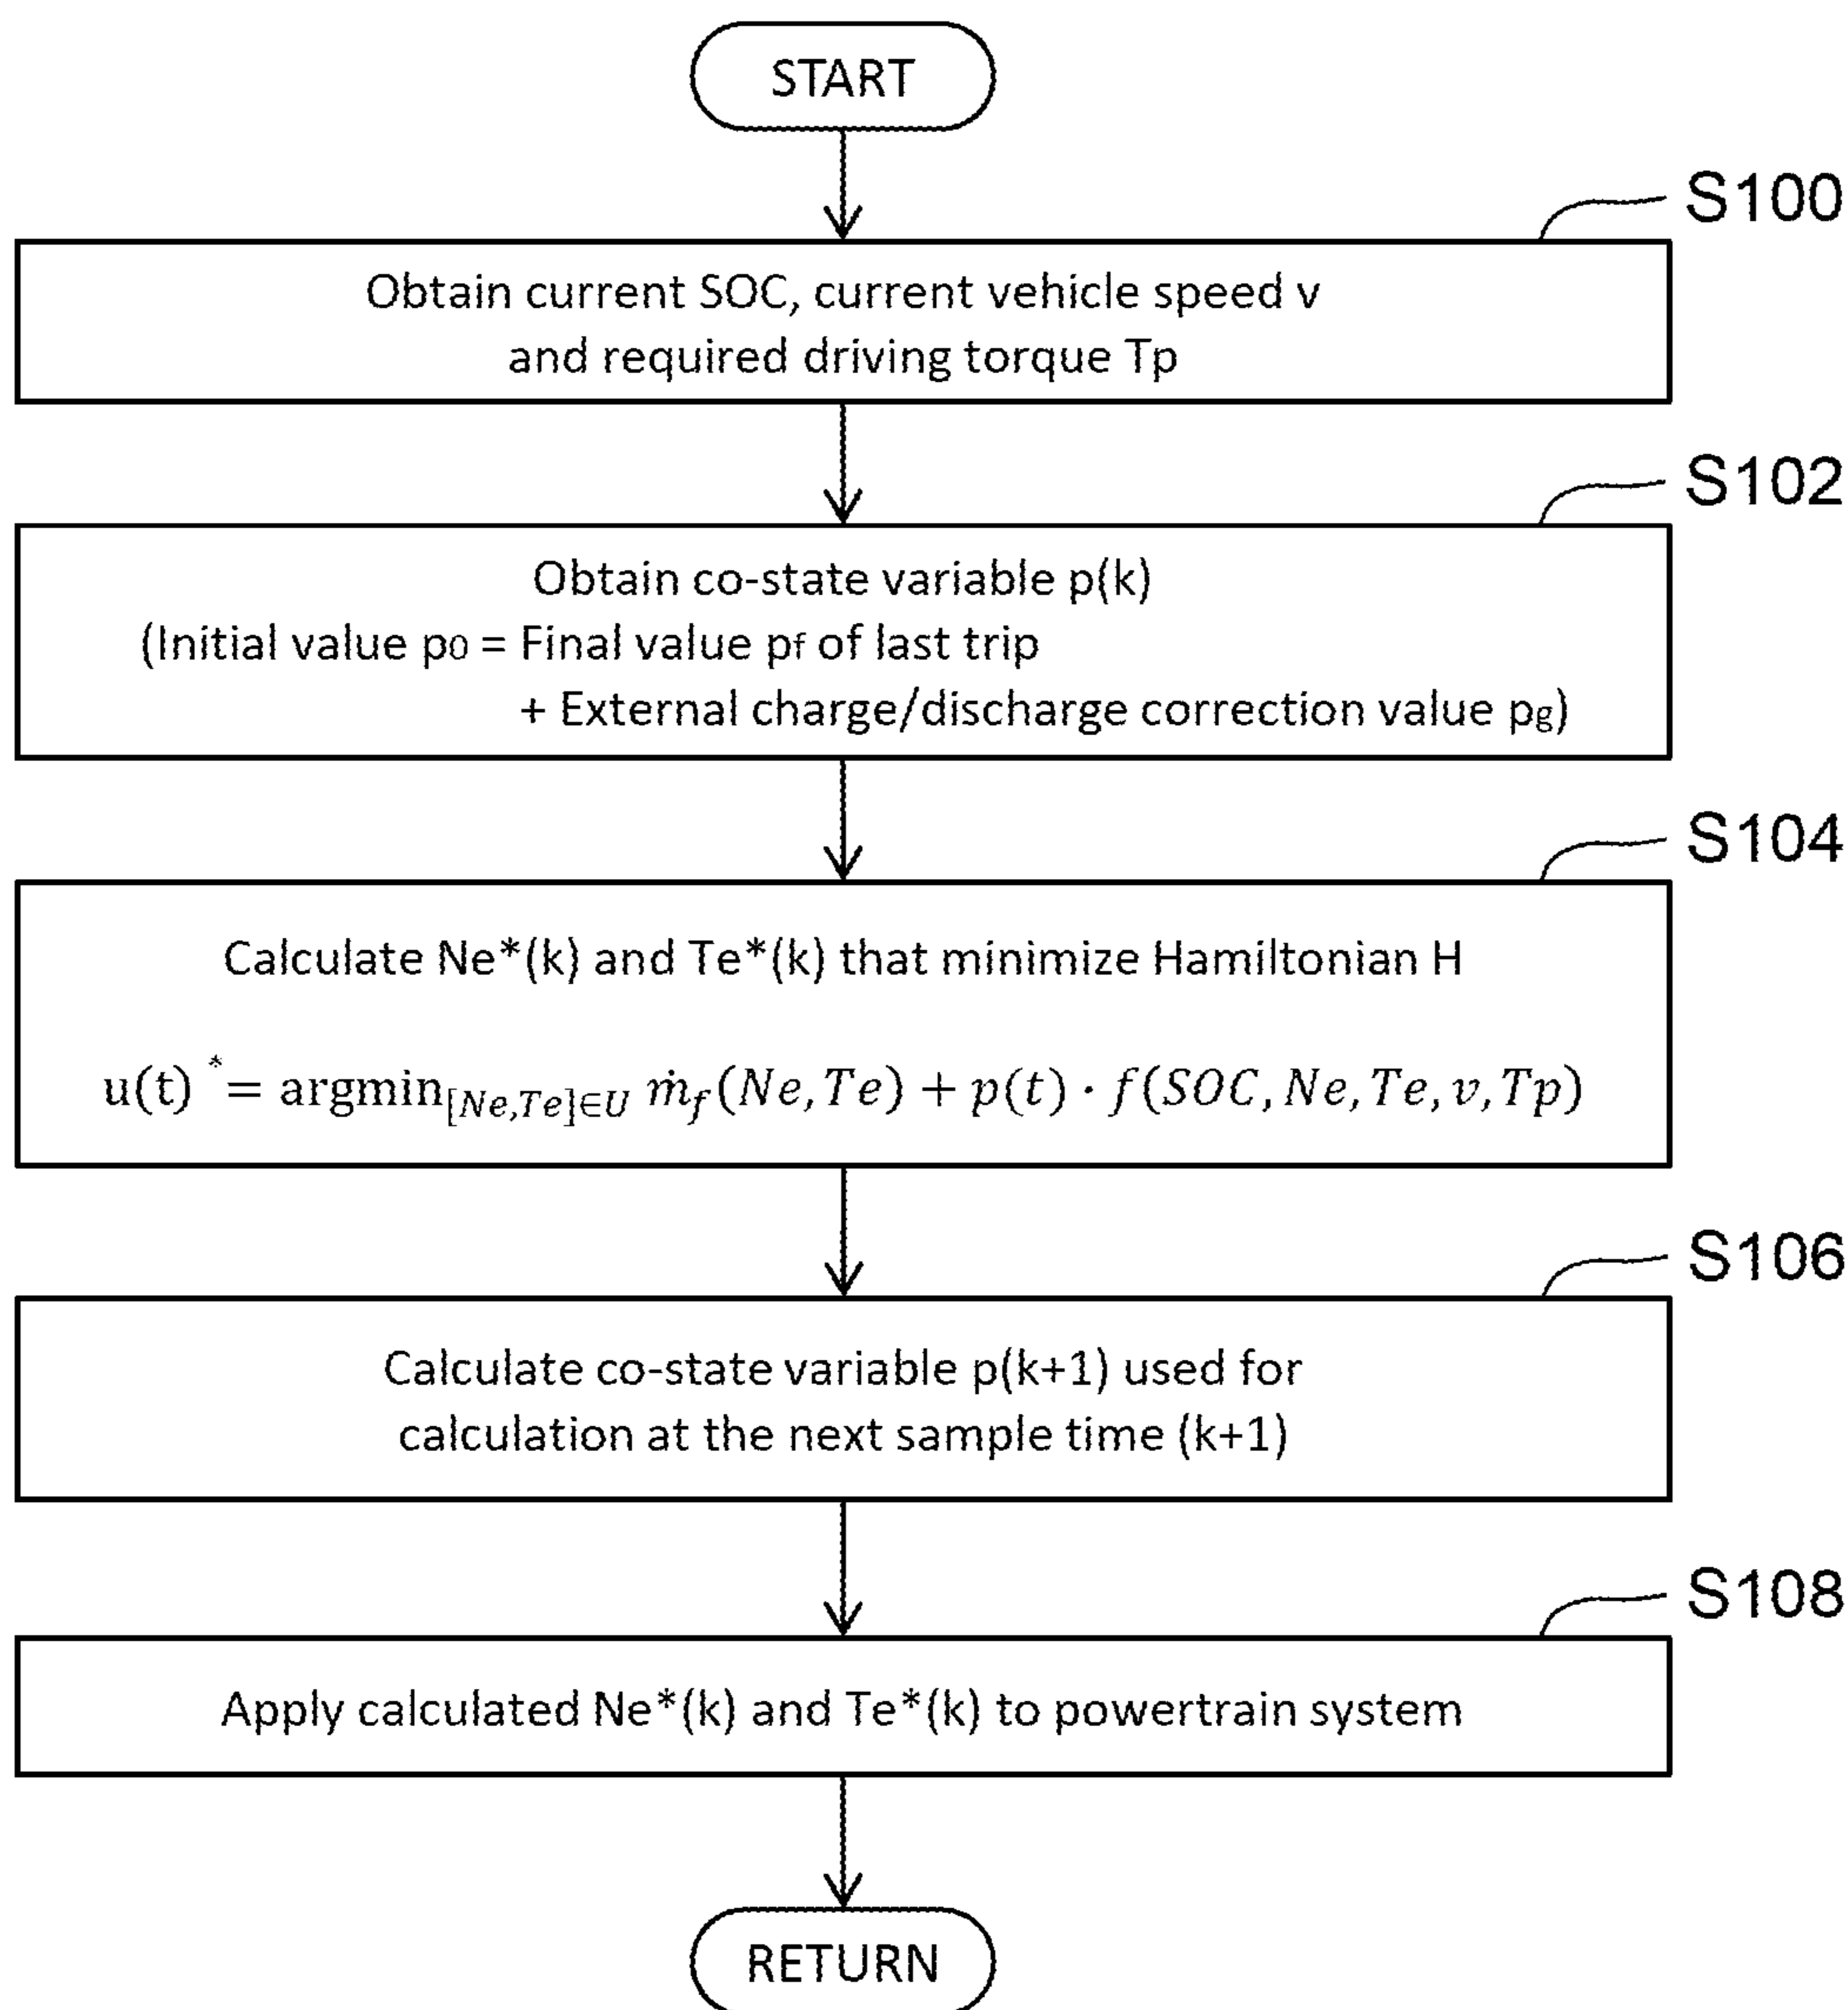 START
S100
Obtain current SOC, current vehicle speed v
and required driving torque Tp
S102
Obtain co-state variable p(k)
(Initial value p0 = Final value pf of last trip
+ External charge/discharge correction value pg)
S104
Calculate Ne*(k) and Te*(k) that minimize Hamiltonian H
u(t) * = argmin[Ne,Te]∈U ṁf(Ne, Te) + p(t) · f(SOC, Ne, Te, v, Tp)
S106
Calculate co-state variable p(k+1) used for
calculation at the next sample time (k+1)
S108
Apply calculated Ne*(k) and Te*(k) to powertrain system
RETURN